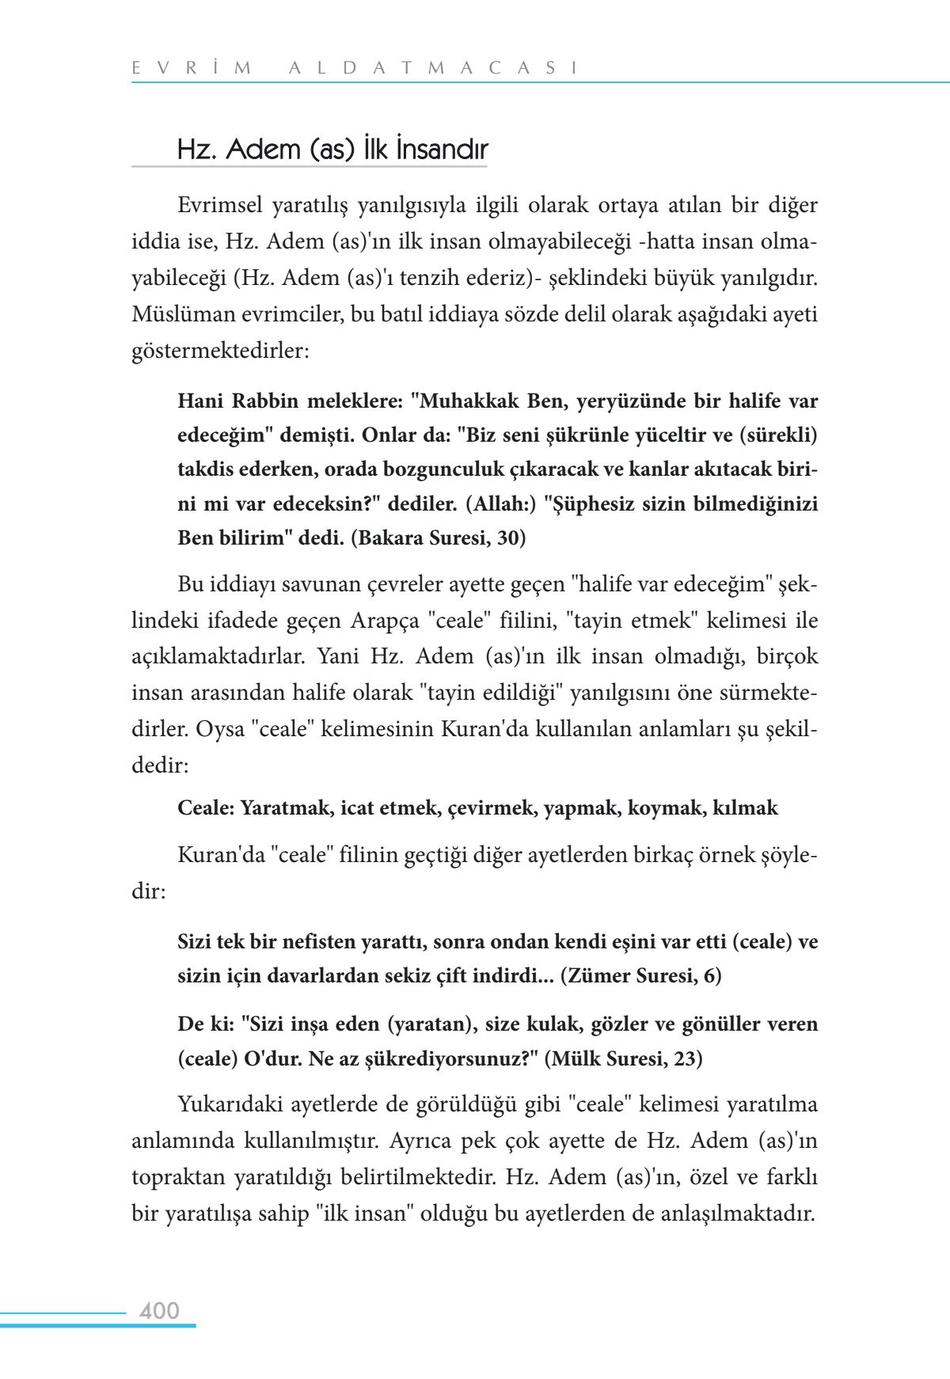 EVRİM ALDATMACASI
Hz. Adem (as) İlk İnsandır
Evrimsel yaratılış yanılgısıyla ilgili olarak ortaya atılan bir diğer
iddia ise, Hz. Adem (as)'ın ilk insan olmayabileceği -hatta insan olma-
yabileceği (Hz. Adem (as)'ı tenzih ederiz)- şeklindeki büyük yanılgıdır.
Müslüman evrimciler, bu batıl iddiaya sözde delil olarak aşağıdaki ayeti
göstermektedirler:
Hani Rabbin meleklere: "Muhakkak Ben, yeryüzünde bir halife var
edeceğim" demişti. Onlar da: "Biz seni şükrünle yüceltir ve (sürekli)
takdis ederken, orada bozgunculuk çıkaracak ve kanlar akıtacak biri-
ni mi var edeceksin?" dediler. (Allah:) "Şüphesiz sizin bilmediğinizi
Ben bilirim" dedi. (Bakara Suresi, 30)
Bu iddiayı savunan çevreler ayette geçen "halife var edeceğim" şek-
lindeki ifadede geçen Arapça "ceale" fiilini, "tayin etmek" kelimesi ile
açıklamaktadırlar. Yani Hz. Adem (as)'ın ilk insan olmadığı, birçok
insan arasından halife olarak "tayin edildiği" yanılgısını öne sürmekte-
dirler. Oysa "ceale" kelimesinin Kuran'da kullanılan anlamları şu şekil-
dedir:
Ceale: Yaratmak, icat etmek, çevirmek, yapmak, koymak, kılmak
Kuran'da "ceale" filinin geçtiği diğer ayetlerden birkaç örnek şöyle-
dir:
Sizi tek bir nefisten yarattı, sonra ondan kendi eşini var etti (ceale) ve
sizin için davarlardan sekiz çift indirdi... (Zümer Suresi, 6)
De ki: "Sizi inşa eden (yaratan), size kulak, gözler ve gönüller veren
(ceale) O'dur. Ne az şükrediyorsunuz?" (Mülk Suresi, 23)
Yukarıdaki ayetlerde de görüldüğü gibi "ceale" kelimesi yaratılma
anlamında kullanılmıştır. Ayrıca pek çok ayette de Hz. Adem (as)'ın
topraktan yaratıldığı belirtilmektedir. Hz. Adem (as)'ın, özel ve farklı
bir yaratılışa sahip "ilk insan" olduğu bu ayetlerden de anlaşılmaktadır.
400